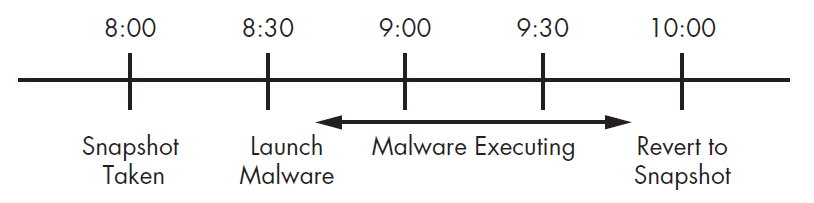 8:00 8:30 9:00 9:30 10:00
Snapshot Launch Malware Executing Revert to
Taken Malware Snapshot